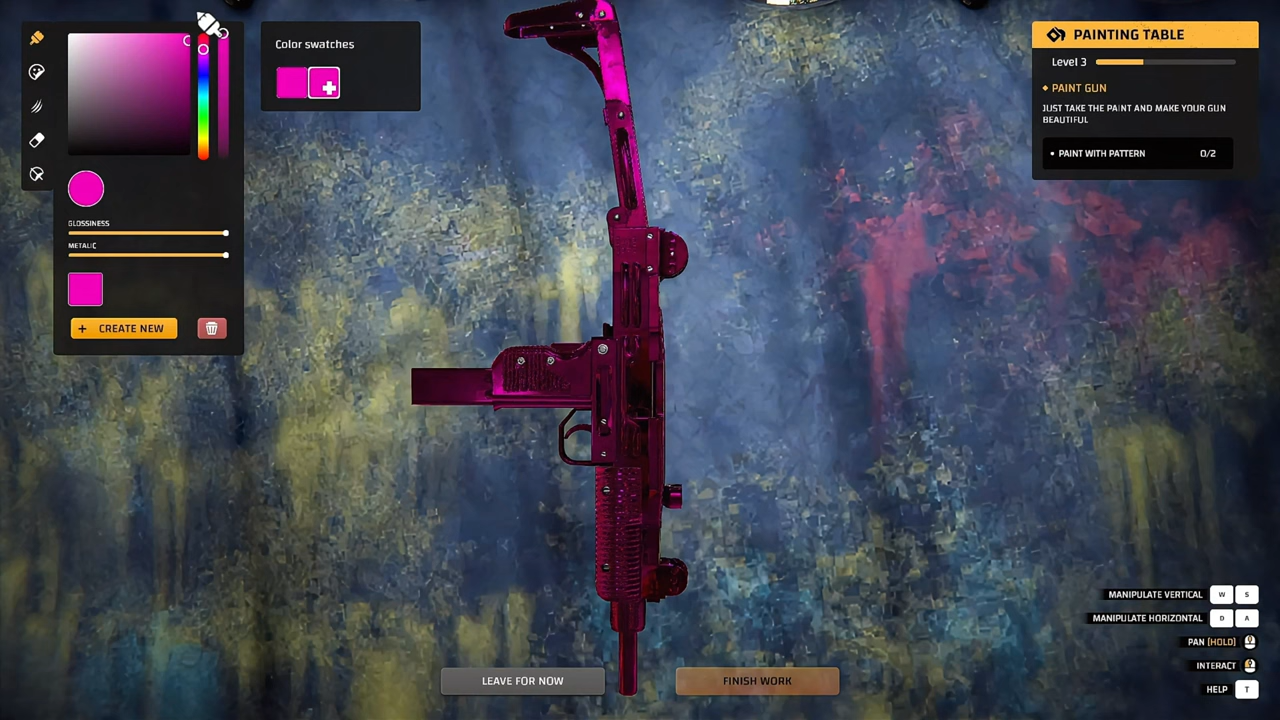 Color swatches
GLOSSINESS
METALIC
+ CREATE NEW
PAINTING TABLE
Level 3
PAINT GUN
JUST TAKE THE PAINT AND MAKE YOUR GUN
BEAUTIFUL
• PAINT WITH PATTERN 0/2
MANIPULATE VERTICAL W S
MANIPULATE HORIZONTAL D A
PAN [HOLD]
INTERACT
HELP T
LEAVE FOR NOW
FINISH WORK